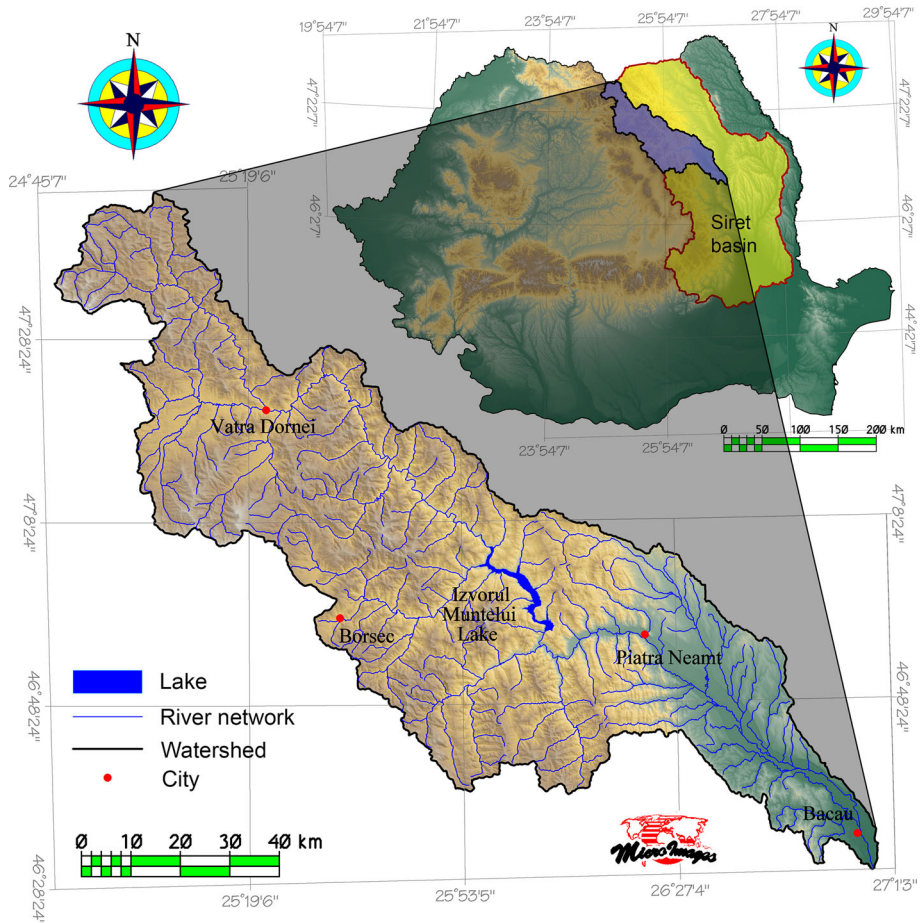 19°54'7"
21°54'7"
23°54'7"
25°54'7"
27°54'7"
29°54'7"
N
N
47°22'7"
47°22'7"
24°45'7"
25°19'6"
46°2'7"
46°2'7"
Siret
basin
47°28'24"
44°42'7"
Vatra Dornei
0 50 100 150 200 km
23°54'7"
25°54'7"
27°54'7"
47°8'24"
47°8'24"
Izvorul
Muntelui
Lake
Borsec
Piatra Neamt
Lake
River network
Watershed
City
46°48'24"
46°48'24"
Bacau
0 10 20 30 40 km
MicroImages
46°28'24"
25°19'6"
25°53'5"
26°27'4"
27°1'3"